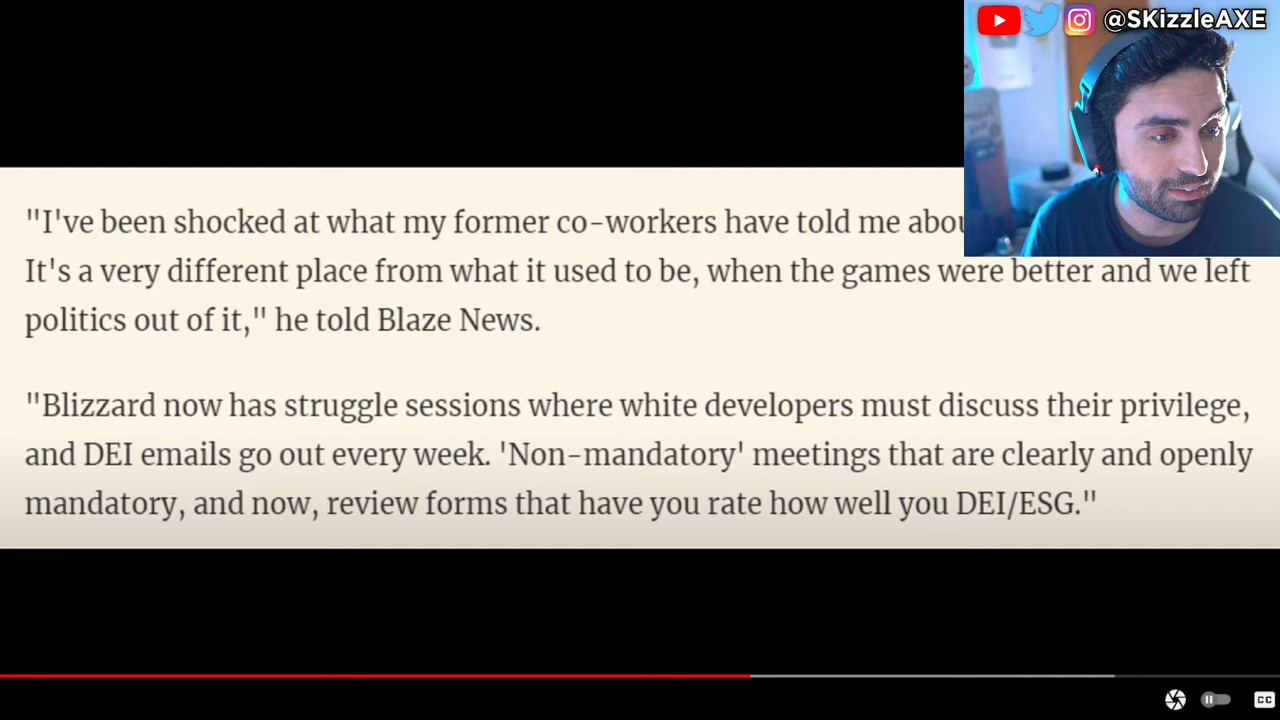 @SKizzleAXE
"I've been shocked at what my former co-workers have told me
It's a very different place from what it used to be, when the games were better and we left
politics out of it," he told Blaze News.
"Blizzard now has struggle sessions where white developers must discuss their privilege,
and DEI emails go out every week. 'Non-mandatory' meetings that are clearly and openly
mandatory, and now, review forms that have you rate how well you DEI/ESG."
CC